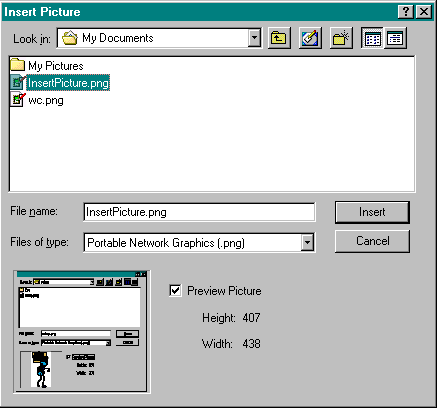 Insert Picture
Look in: My Documents
My Pictures
InsertPicture.png
wc.png
File name: InsertPicture.png Insert
Files of type: Portable Network Graphics (.png) Cancel
Preview Picture
Height: 407
Width: 438